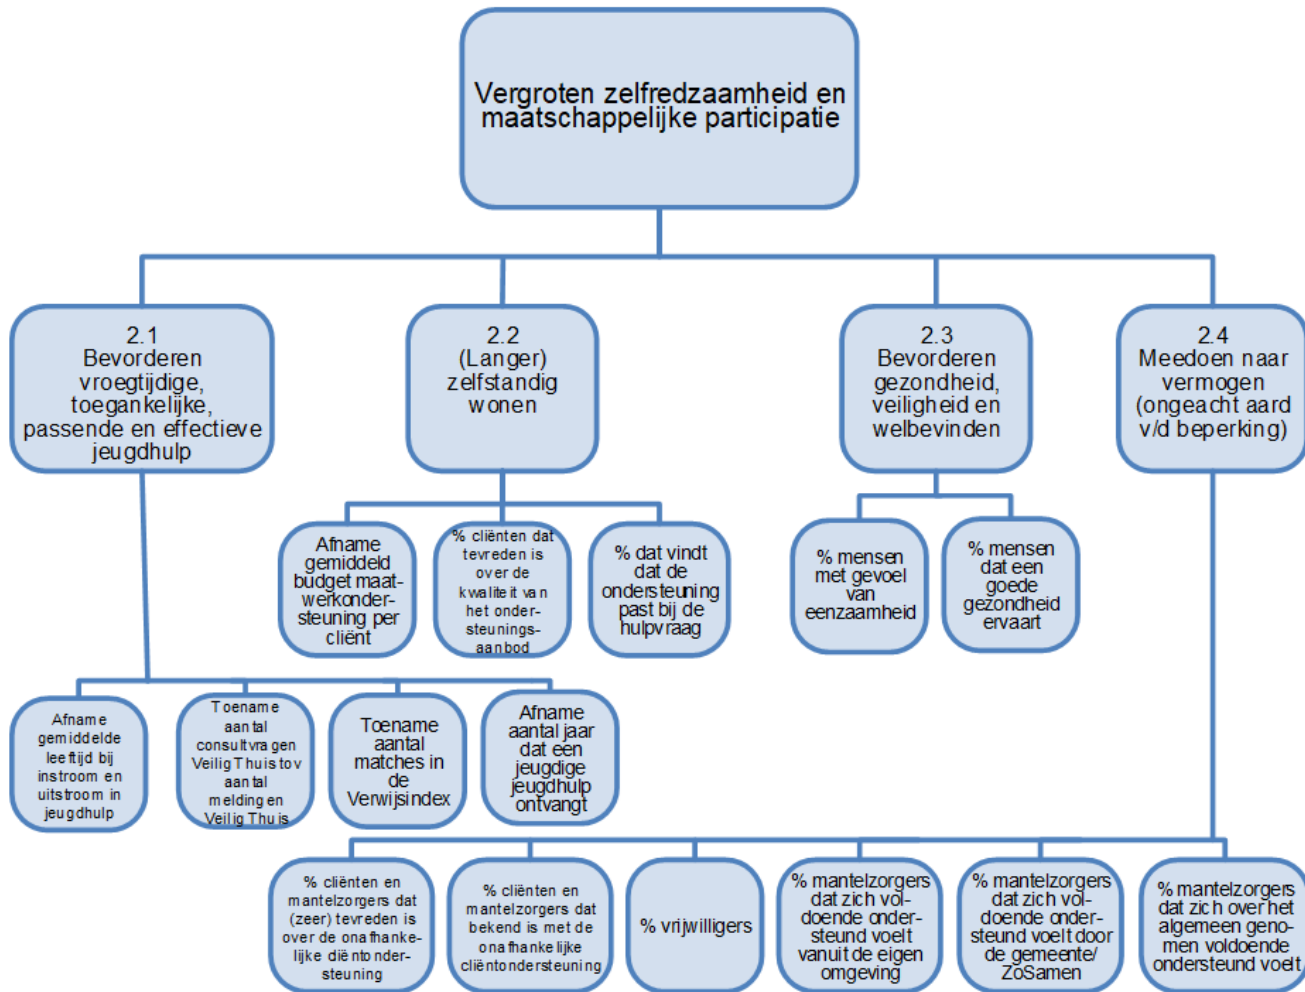 Vergroten zelfredzaamheid en
maatschappelijke participatie
2.1
Bevorderen
vroegtijdige,
toegankelijke,
passende en effectieve
jeugdhulp
2.2
(Langer)
zelfstandig
wonen
2.3
Bevorderen
gezondheid,
veiligheid en
welbevinden
2.4
Meedoen naar
vermogen
(ongeacht aard
v/d beperking)
Afname
gemiddeld
budget maat-
werkonder-
steuning per
cliënt
% cliënten dat
tevreden is
over de
kwaliteit van
het onder-
steunings-
aanbod
% dat vindt
dat de
ondersteuning
past bij de
hulpvraag
% mensen
met gevoel
van
eenzaamheid
% mensen
dat een
goede
gezondheid
ervaart
Afname
gemiddelde
leeftijd bij
instroom en
uitstroom in
jeugdhulp
Toename
aantal
consultvragen
Veilig Thuis tov
aantal
meldingen
Veilig Thuis
Toename
aantal
matches in
de
Verwijsindex
Afname
aantal jaar
dat een
jeugdige
jeugdhulp
ontvangt
% cliënten en
mantelzorgers dat
(zeer) tevreden is
over de onafhanke-
lijke diëntonder-
steuning
% cliënten en
mantelzorgers dat
bekend is met de
onafhankelijke
cliëntondersteuning
% vrijwilligers
% mantelzorgers
dat zich vol-
doende onder-
steund voelt
vanuit de eigen
omgeving
% mantelzorgers
dat zich vol-
doende onder-
steund voelt door
de gemeente/
ZoSamen
% mantelzorgers
dat zich over het
algemeen geno-
men voldoende
ondersteund voelt